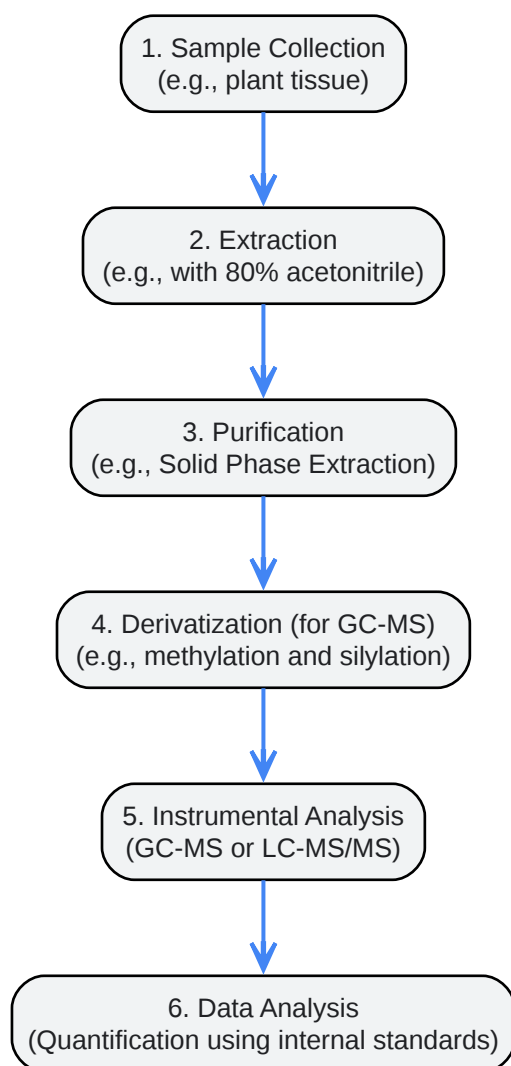 1. Sample Collection
(e.g., plant tissue)
2. Extraction
(e.g., with 80% acetonitrile)
3. Purification
(e.g., Solid Phase Extraction)
4. Derivatization (for GC-MS)
(e.g., methylation and silylation)
5. Instrumental Analysis
(GC-MS or LC-MS/MS)
6. Data Analysis
(Quantification using internal standards)